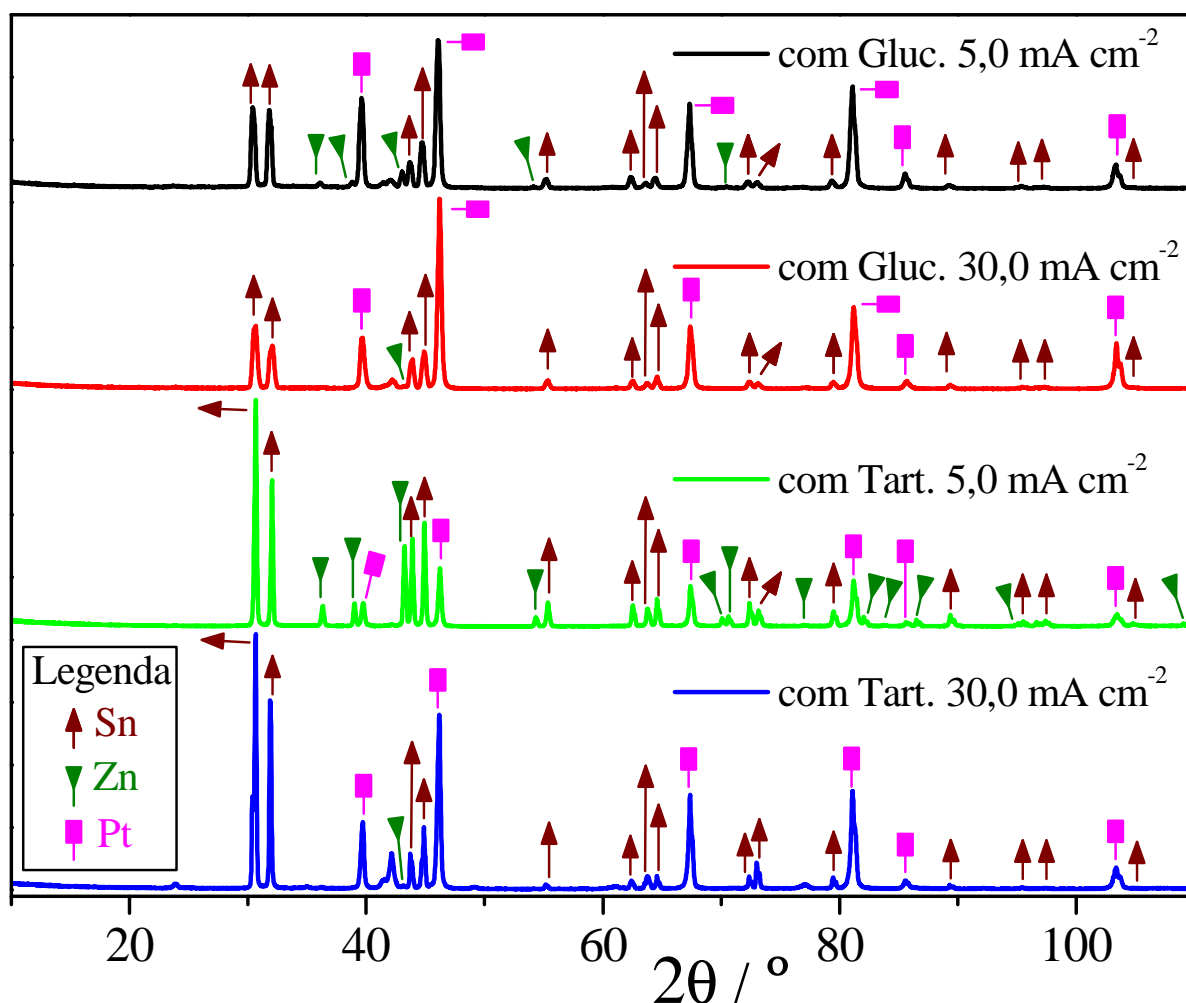 com Gluc. 5,0 mA cm⁻²
com Gluc. 30,0 mA cm⁻²
com Tart. 5,0 mA cm⁻²
com Tart. 30,0 mA cm⁻²
Legenda
Sn
Zn
Pt
20 40 60 80 100
2θ / º